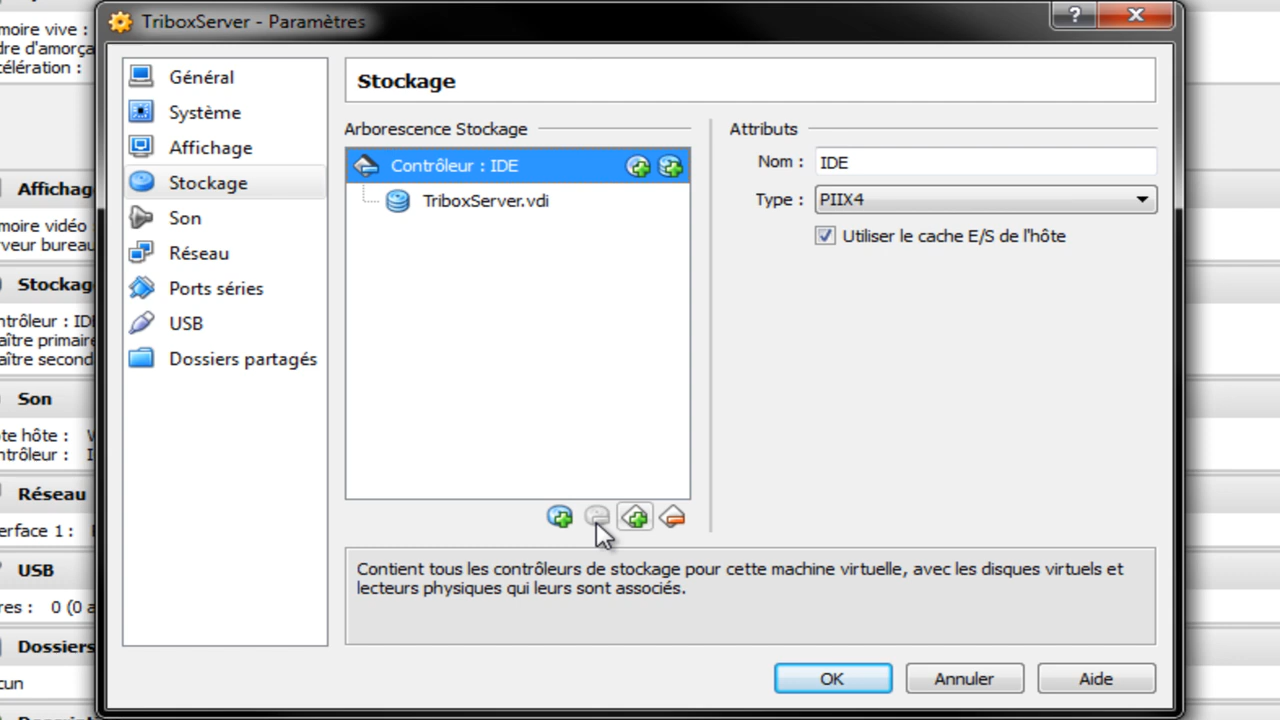 TriboxServer - Paramètres
?
Général
Système
Affichage
Stockage
Son
Réseau
Ports séries
USB
Dossiers partagés
Stockage
Arborescence Stockage
Contrôleur : IDE
TriboxServer.vdi
Attributs
Nom : IDE
Type : PIIX4
Utiliser le cache E/S de l'hôte
Contient tous les contrôleurs de stockage pour cette machine virtuelle, avec les disques virtuels et
lecteurs physiques qui leurs sont associés.
OK
Annuler
Aide
moire vive :
dre d'amorça
célération :
Affichag
moire vidéo
rveur bureau
Stockag
ntrôleur : ID
aître primaire
aître second
Son
te hôte :
ntrôleur : I
Réseau
erface 1 :
USB
res : 0 (0 a
Dossiers
cun